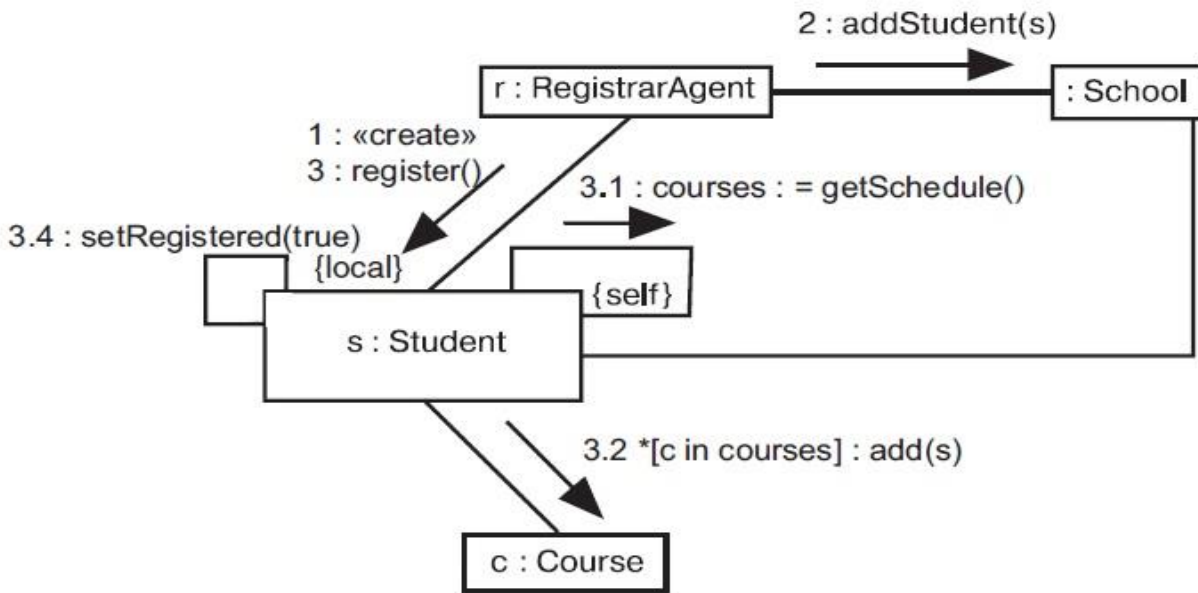 2 : addStudent(s)
r : RegistrarAgent
: School
1 : «create»
3 : register()
3.1 : courses : = getSchedule()
3.4 : setRegistered(true)
{local}
{self}
s : Student
3.2 *[c in courses] : add(s)
c : Course